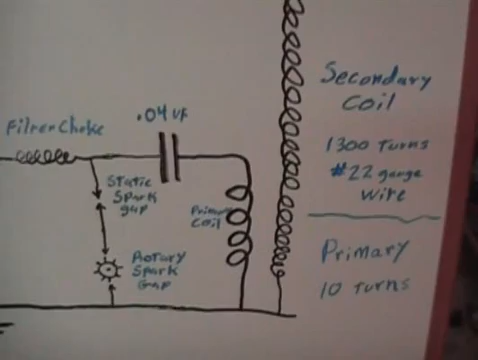 Filter Choke
.04 uf
Static
Spark
gap
Primary
Coil
Rotary
Spark
Gap
Secondary
Coil
1300 Turns
#22 gauge
Wire
Primary
10 Turns